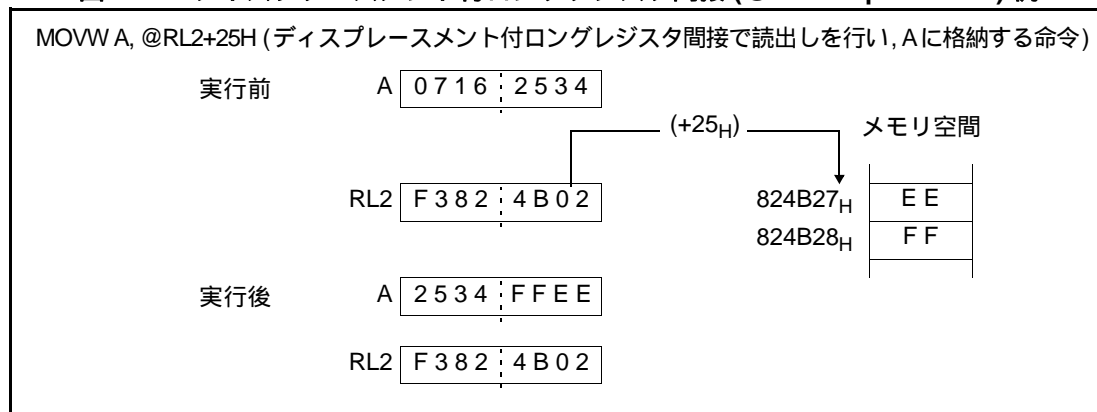 MOVW A, @RL2+25H (ディスプレースメント付ロングレジスタ間接で読出しを行い, Aに格納する命令)
実行前 A 0716 2534
(+25H) メモリ空間
RL2 F382 4B02 824B27H EE
824B28H FF
実行後 A 2534 FFEE
RL2 F382 4B02